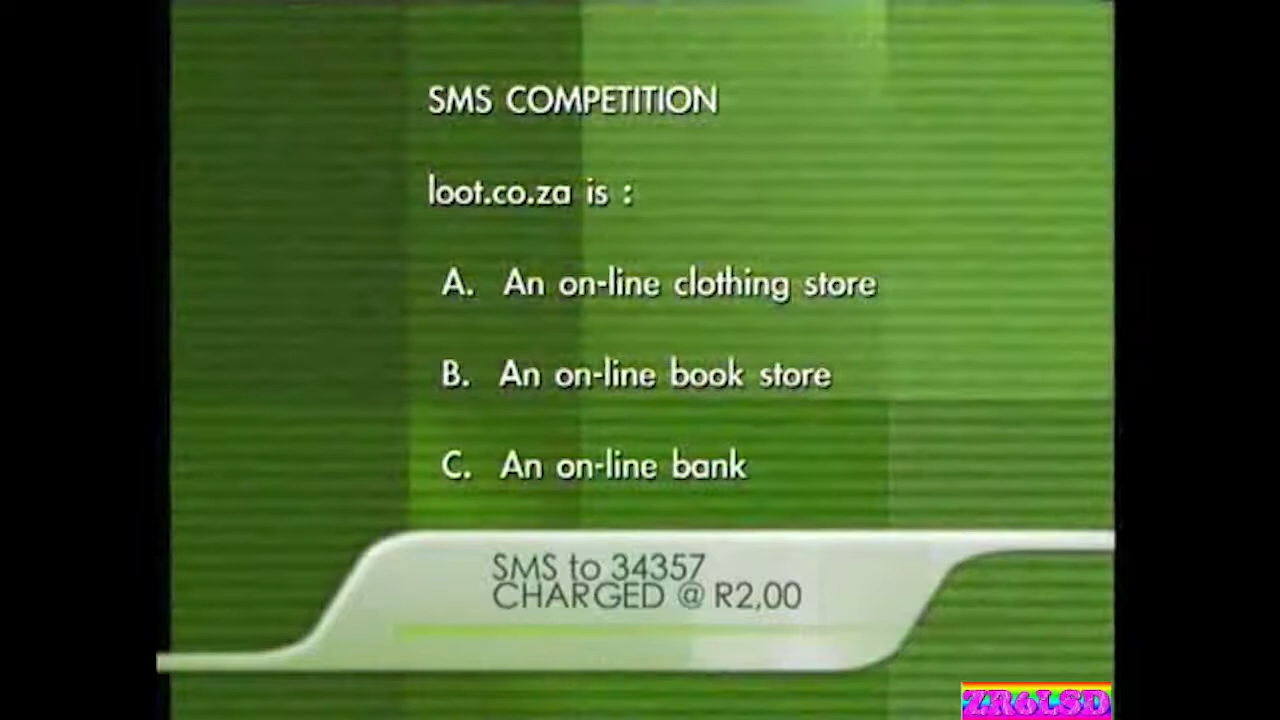 SMS COMPETITION
loot.co.za is :
A. An on-line clothing store
B. An on-line book store
C. An on-line bank
SMS to 34357
CHARGED @ R2,00
ZR6LSD